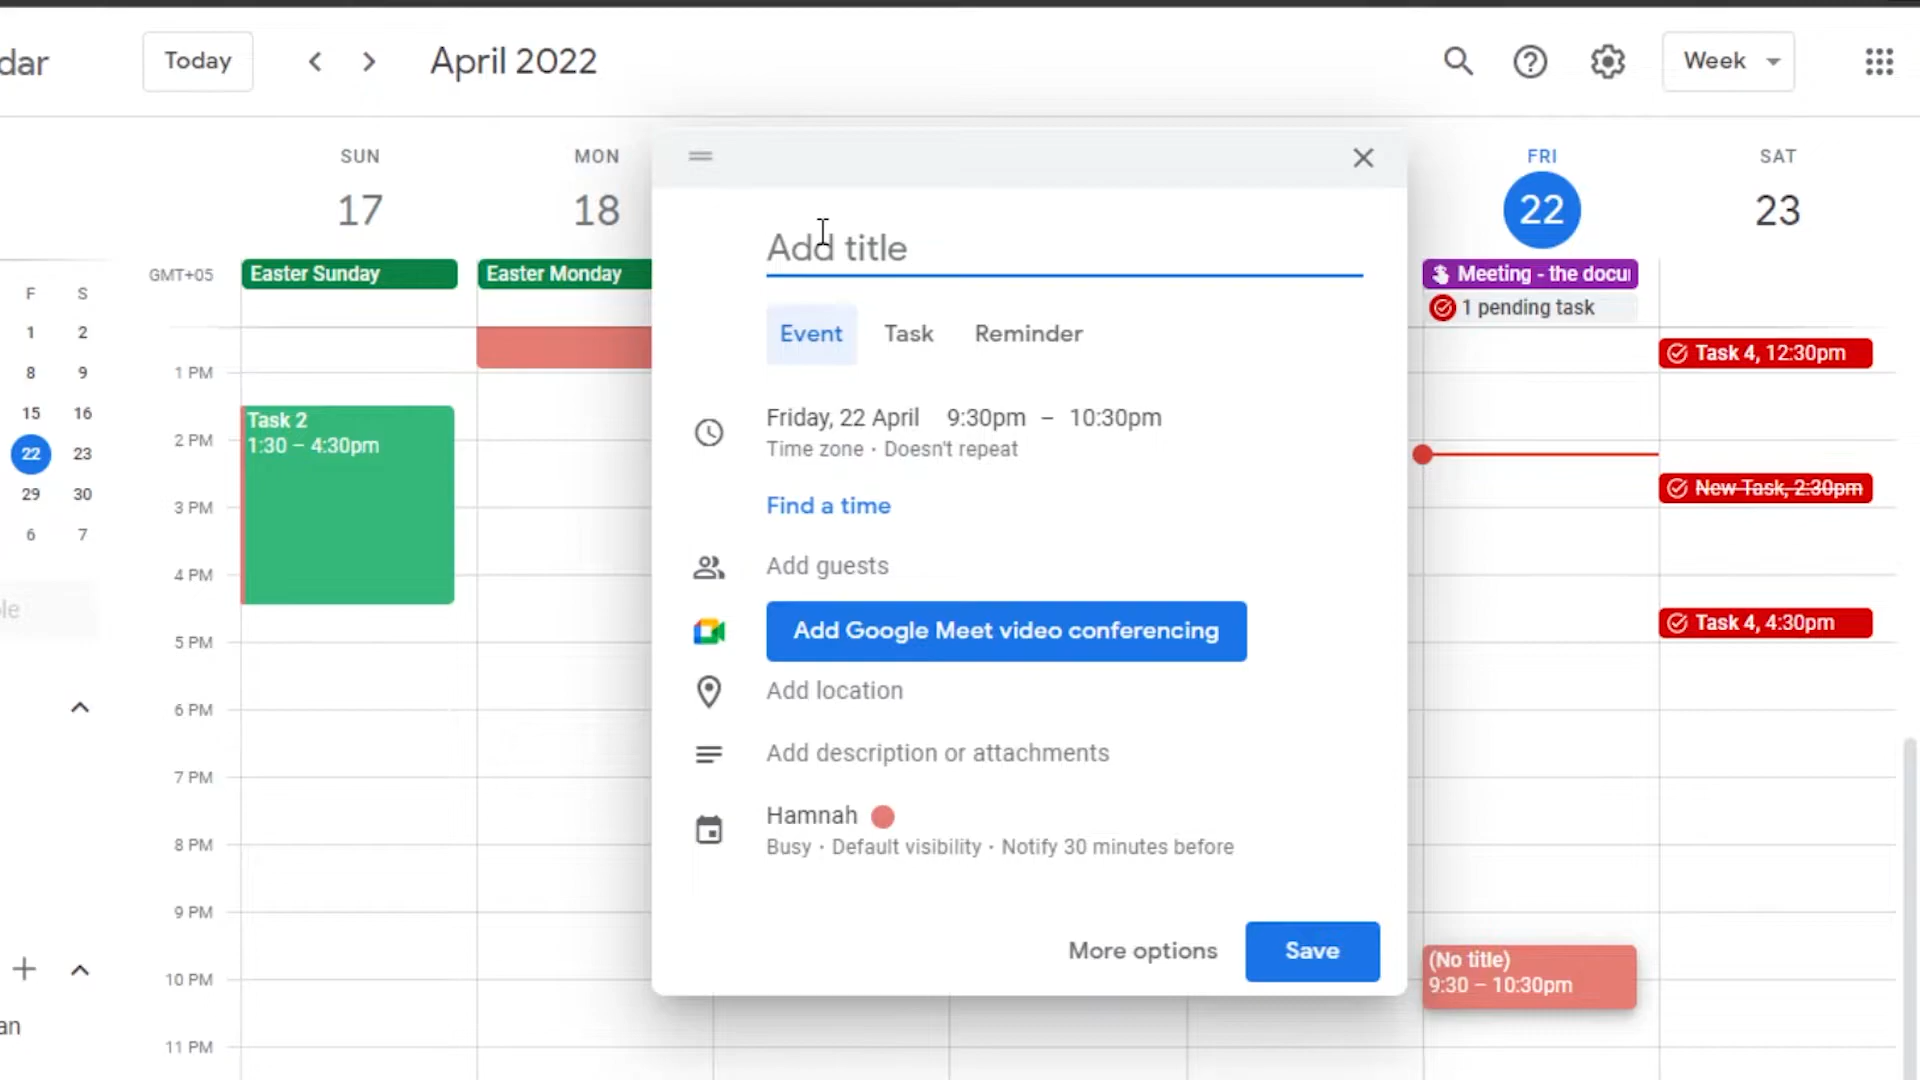 dar
Today
April 2022
Week
SUN
17
MON
18
FRI
22
SAT
23
GMT+05
Easter Sunday
Easter Monday
Meeting - the docu
1 pending task
F S
1 2
8 9
15 16
22 23
29 30
6 7
le
an
1 PM
2 PM
3 PM
4 PM
5 PM
6 PM
7 PM
8 PM
9 PM
10 PM
11 PM
Task 2
1:30 – 4:30pm
Add title
Event Task Reminder
Friday, 22 April 9:30pm – 10:30pm
Time zone · Doesn't repeat
Find a time
Add guests
Add Google Meet video conferencing
Add location
Add description or attachments
Hamnah
Busy · Default visibility · Notify 30 minutes before
More options
Save
(No title)
9:30 – 10:30pm
Task 4, 12:30pm
New Task, 2:30pm
Task 4, 4:30pm